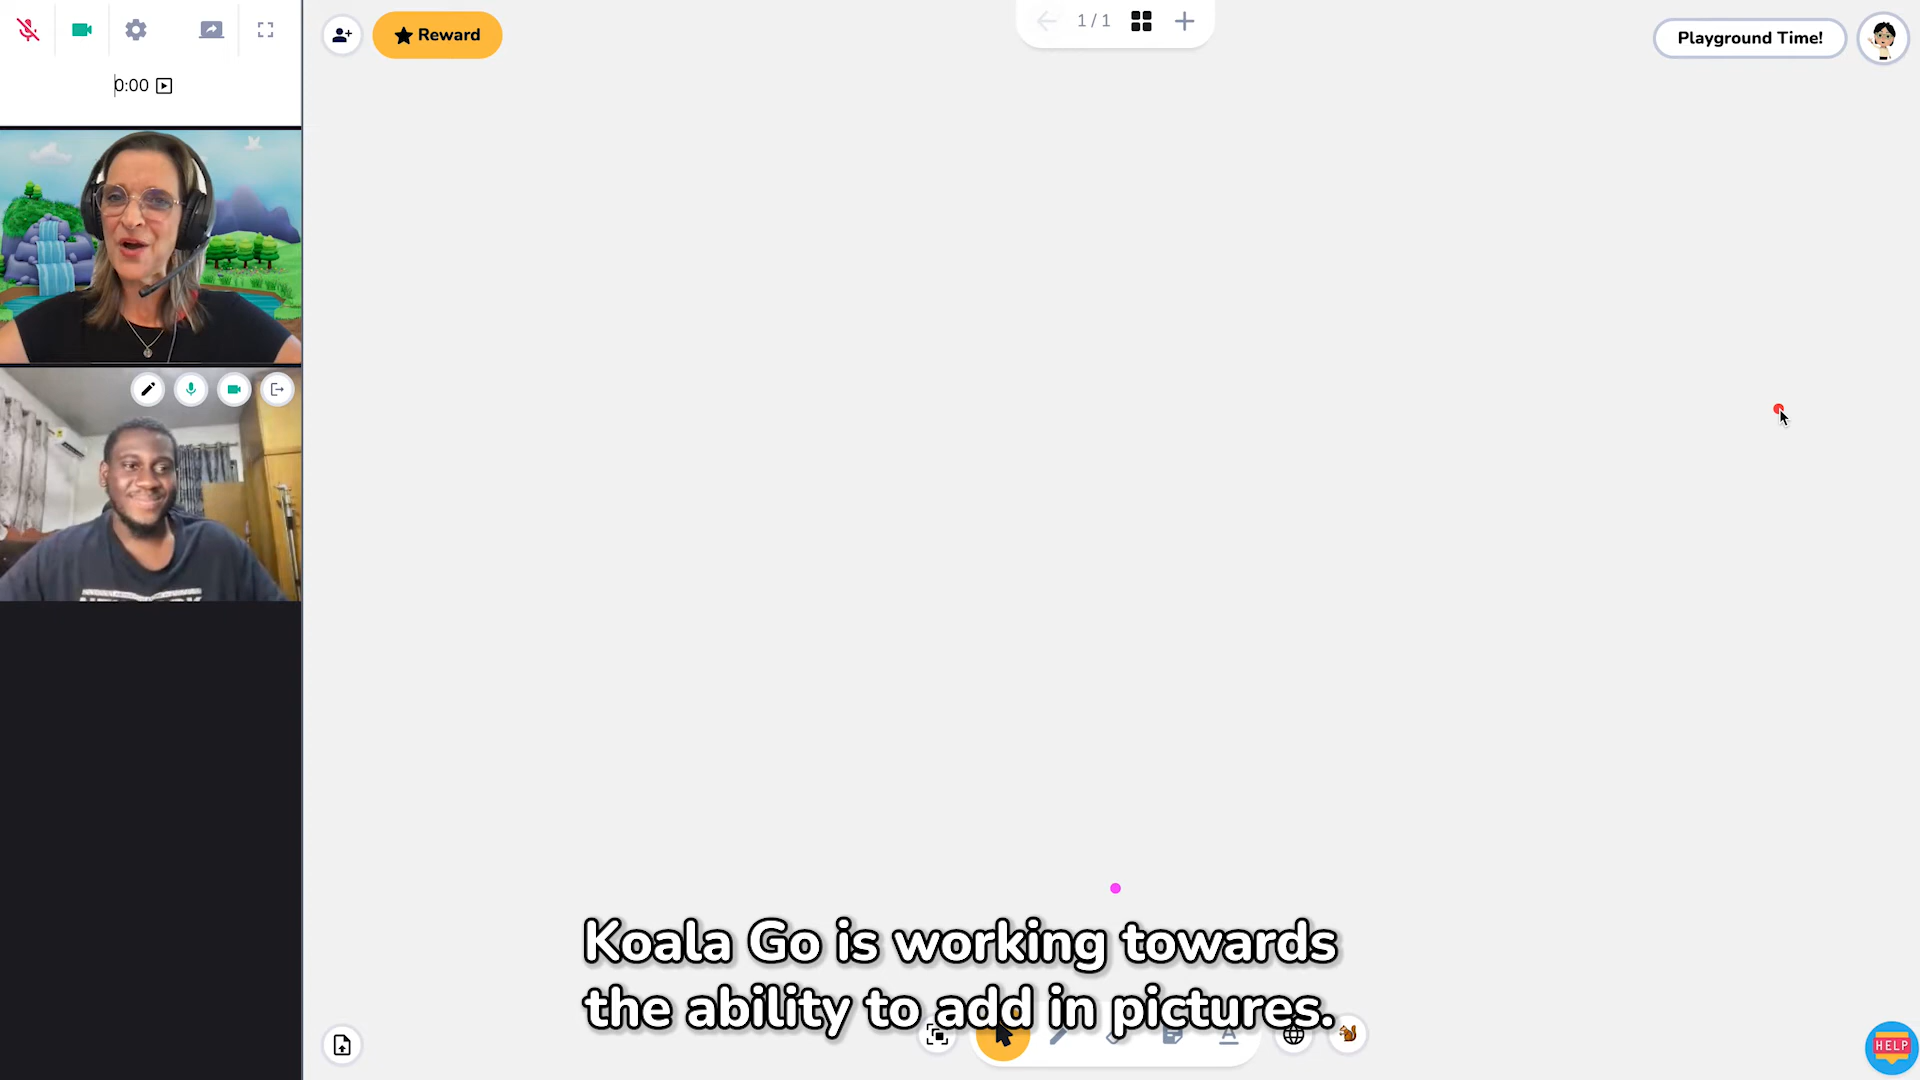 Reward
1 / 1
Playground Time!
0:00
Koala Go is working towards
the ability to add in pictures.
A
HELP